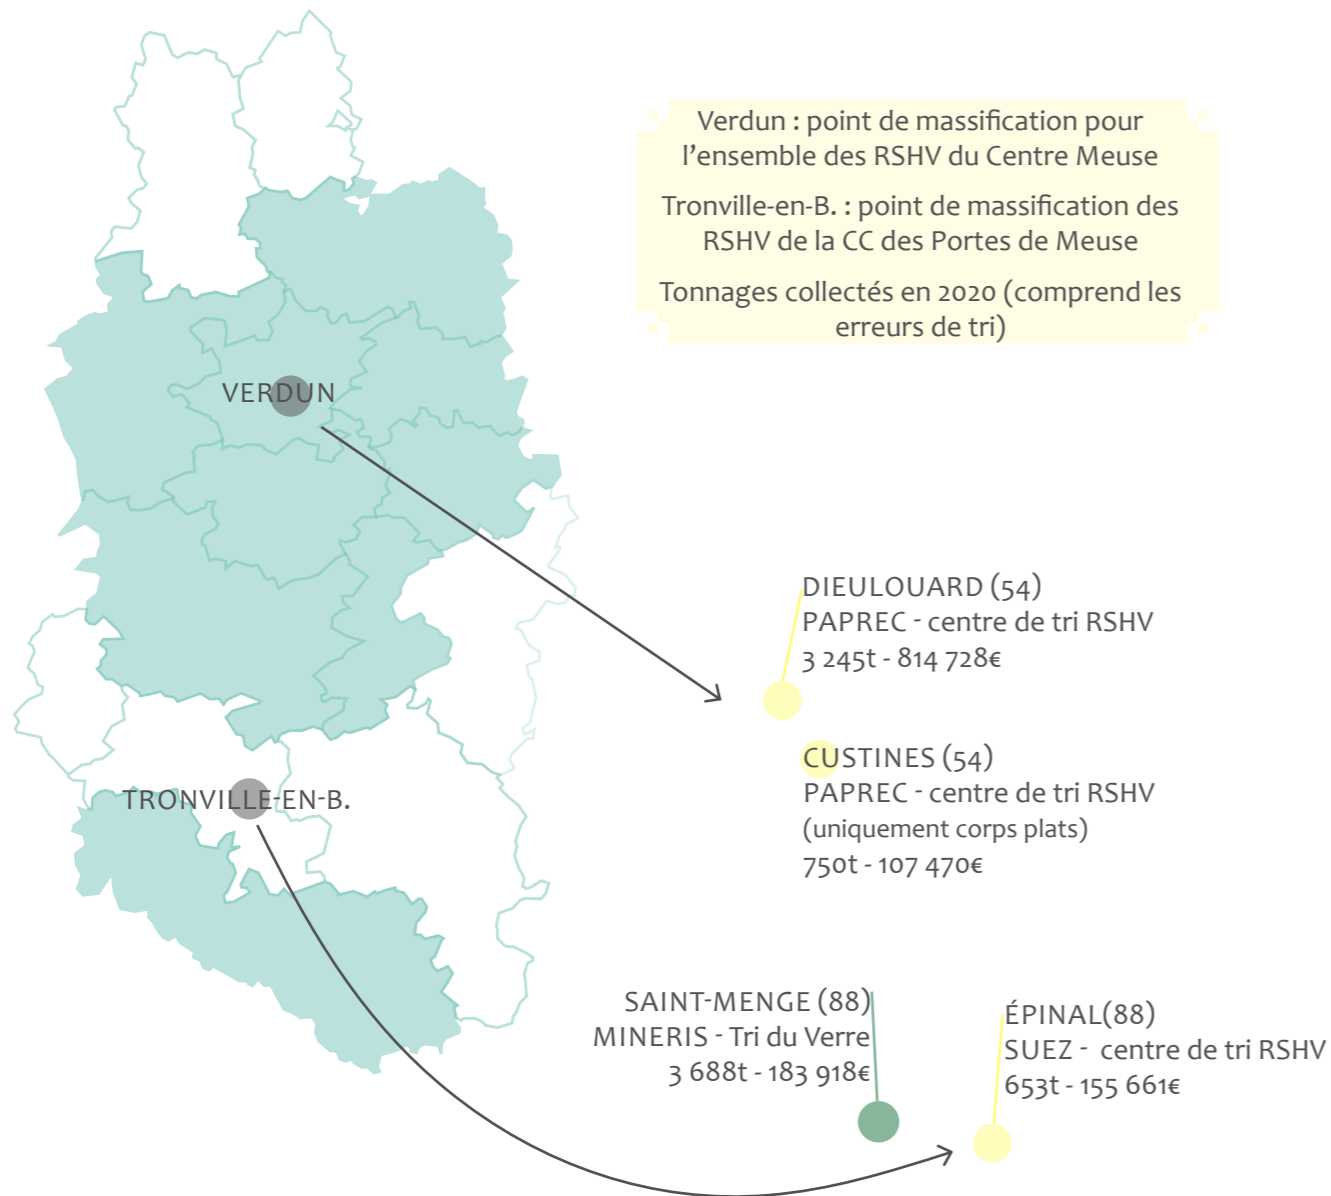 Verdun : point de massification pour
l’ensemble des RSHV du Centre Meuse
Tronville-en-B. : point de massification des
RSHV de la CC des Portes de Meuse
Tonnages collectés en 2020 (comprend les
erreurs de tri)
VERDUN
DIEULOUARD (54)
PAPREC - centre de tri RSHV
3 245t - 814 728€
CUSTINES (54)
PAPREC - centre de tri RSHV
(uniquement corps plats)
750t - 107 470€
TRONVILLE-EN-B.
SAINT-MENGE (88)
MINERIS - Tri du Verre
3 688t - 183 918€
ÉPINAL(88)
SUEZ - centre de tri RSHV
653t - 155 661€